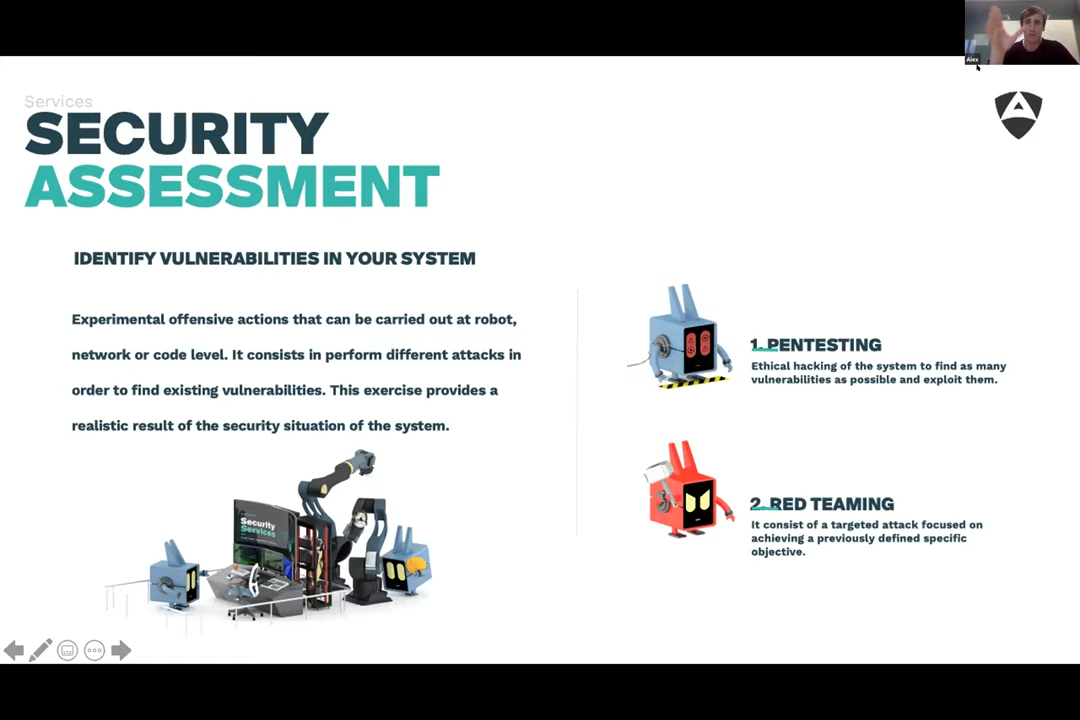 Alex
Services
SECURITY
ASSESSMENT
IDENTIFY VULNERABILITIES IN YOUR SYSTEM
Experimental offensive actions that can be carried out at robot,
network or code level. It consists in perform different attacks in
order to find existing vulnerabilities. This exercise provides a
realistic result of the security situation of the system.
Security
Services
1. PENTESTING
Ethical hacking of the system to find as many
vulnerabilities as possible and exploit them.
2. RED TEAMING
It consist of a targeted attack focused on
achieving a previously defined specific
objective.